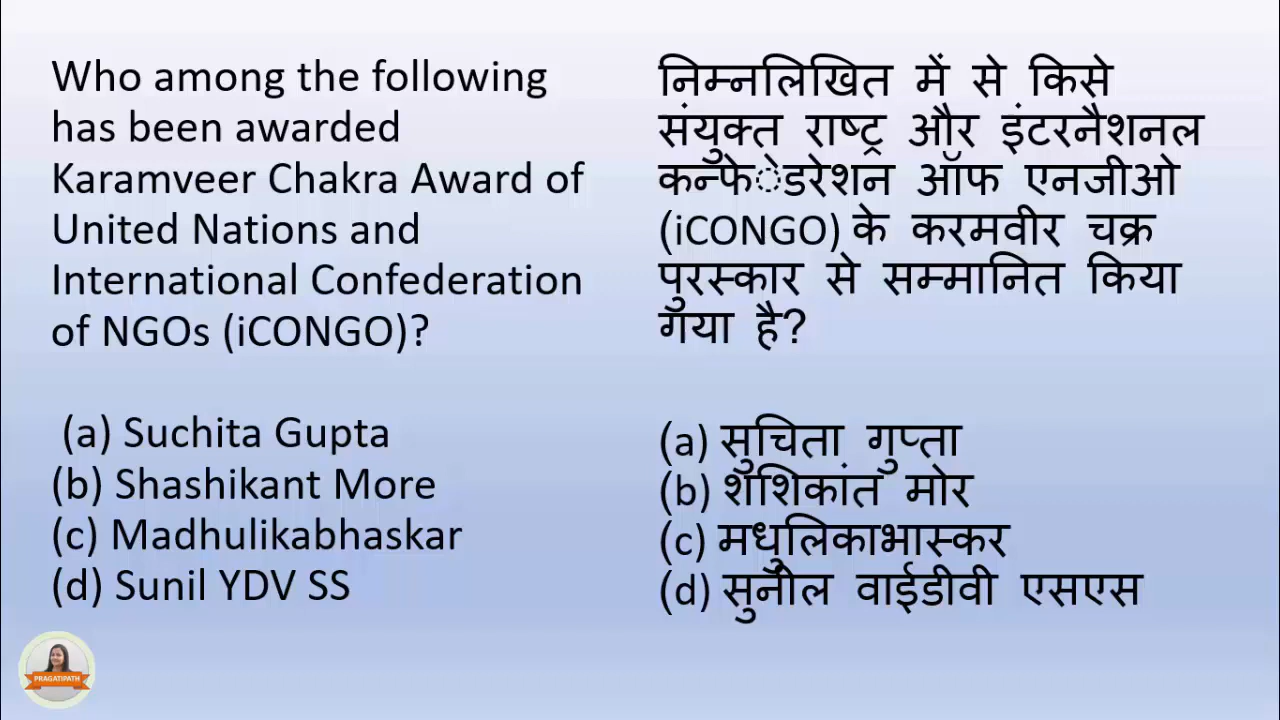 Who among the following
has been awarded
Karamveer Chakra Award of
United Nations and
International Confederation
of NGOs (iCONGO)?
(a) Suchita Gupta
(b) Shashikant More
(c) Madhulikabhaskar
(d) Sunil YDV SS
निम्नलिखित में से किसे
संयुक्त राष्ट्र और इंटरनैशनल
कन्फेेडरेशन ऑफ एनजीओ
(iCONGO) के करमवीर चक्र
पुरस्कार से सम्मानित किया
गया है?
(a) सुचिता गुप्ता
(b) शशिकांत मोर
(c) मधुलिकाभास्कर
(d) सुनील वाईडीवी एसएस
PRAGATIPATH